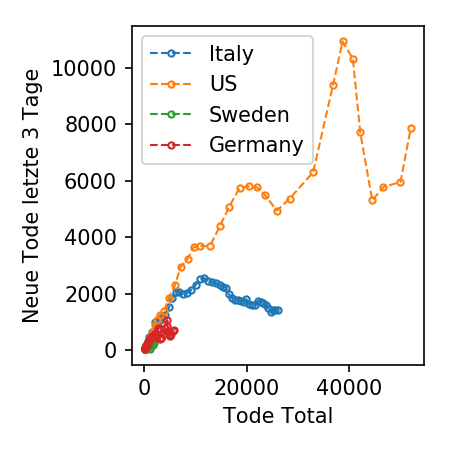 Italy
US
Sweden
Germany
Neue Tode letzte 3 Tage
10000
8000
6000
4000
2000
0
0 20000 40000
Tode Total